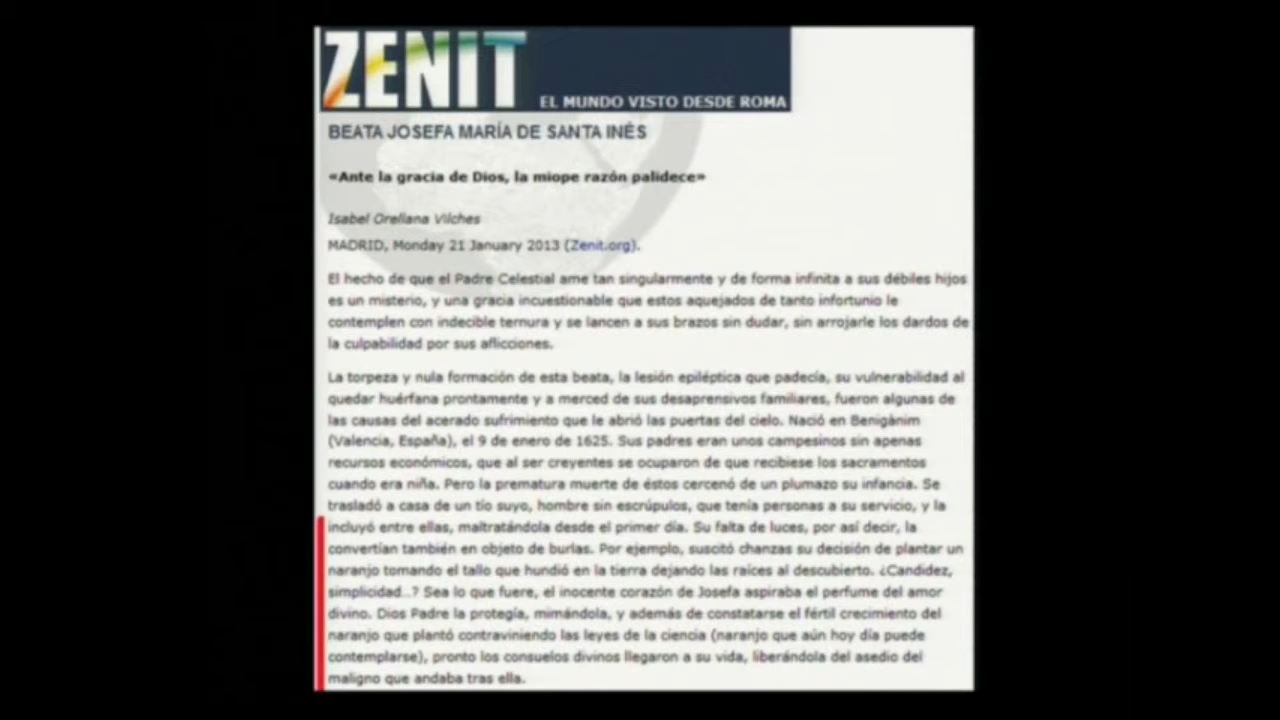 ZENIT
EL MUNDO VISTO DESDE ROMA
BEATA JOSEFA MARÍA DE SANTA INÉS
«Ante la gracia de Dios, la miope razón palidece»
Isabel Orellana Vilches
MADRID, Monday 21 January 2013 (Zenit.org).
El hecho de que el Padre Celestial ame tan singularmente y de forma infinita a sus débiles hijos
es un misterio, y una gracia incuestionable que estos aquejados de tanto infortunio le
contemplen con indecible ternura y se lancen a sus brazos sin dudar, sin arrojarle los dardos de
la culpabilidad por sus aflicciones.
La torpeza y nula formación de esta beata, la lesión epiléptica que padecía, su vulnerabilidad al
quedar huérfana prontamente y a merced de sus desaprensivos familiares, fueron algunas de
las causas del acerado sufrimiento que le abrió las puertas del cielo. Nació en Benigànim
(Valencia, España), el 9 de enero de 1625. Sus padres eran unos campesinos sin apenas
recursos económicos, que al ser creyentes se ocuparon de que recibiese los sacramentos
cuando era niña. Pero la prematura muerte de éstos cercenó de un plumazo su infancia. Se
trasladó a casa de un tío suyo, hombre sin escrúpulos, que tenía personas a su servicio, y la
incluyó entre ellas, maltratándola desde el primer día. Su falta de luces, por así decir, la
convertían también en objeto de burlas. Por ejemplo, suscitó chanzas su decisión de plantar un
naranjo tomando el tallo que hundió en la tierra dejando las raíces al descubierto. ¿Candidez,
simplicidad…? Sea lo que fuere, el inocente corazón de Josefa aspiraba el perfume del amor
divino. Dios Padre la protegía, mimándola, y además de constatarse el fértil crecimiento del
naranjo que plantó contraviniendo las leyes de la ciencia (naranjo que aún hoy día puede
contemplarse), pronto los consuelos divinos llegaron a su vida, liberándola del asedio del
maligno que andaba tras ella.